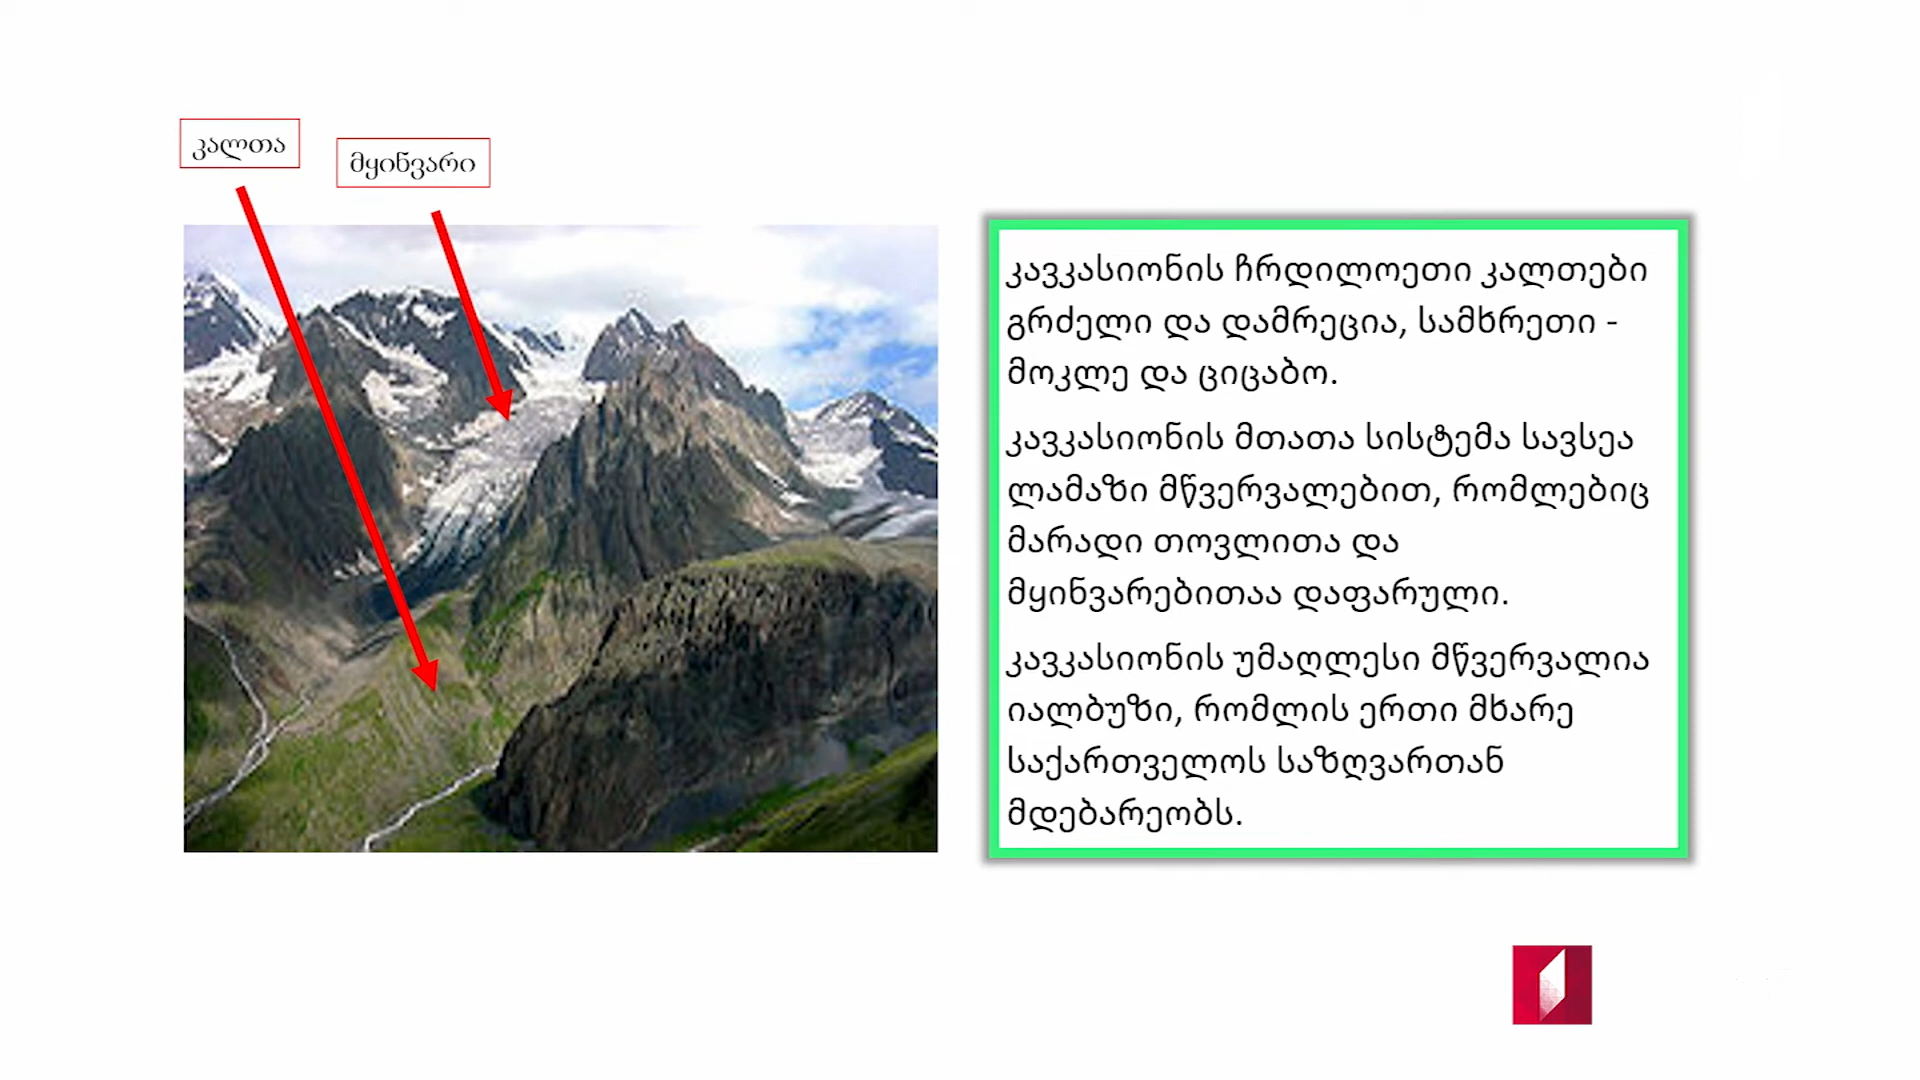 კალთა
მყინვარი
კავკასიონის ჩრდილოეთი კალთები
გრძელი და დამრეცია, სამხრეთი -
მოკლე და ციცაბო.
კავკასიონის მთათა სისტემა სავსეა
ლამაზი მწვერვალებით, რომლებიც
მარადი თოვლითა და
მყინვარებითაა დაფარული.
კავკასიონის უმაღლესი მწვერვალია
იალბუზი, რომლის ერთი მხარე
საქართველოს საზღვართან
მდებარეობს.